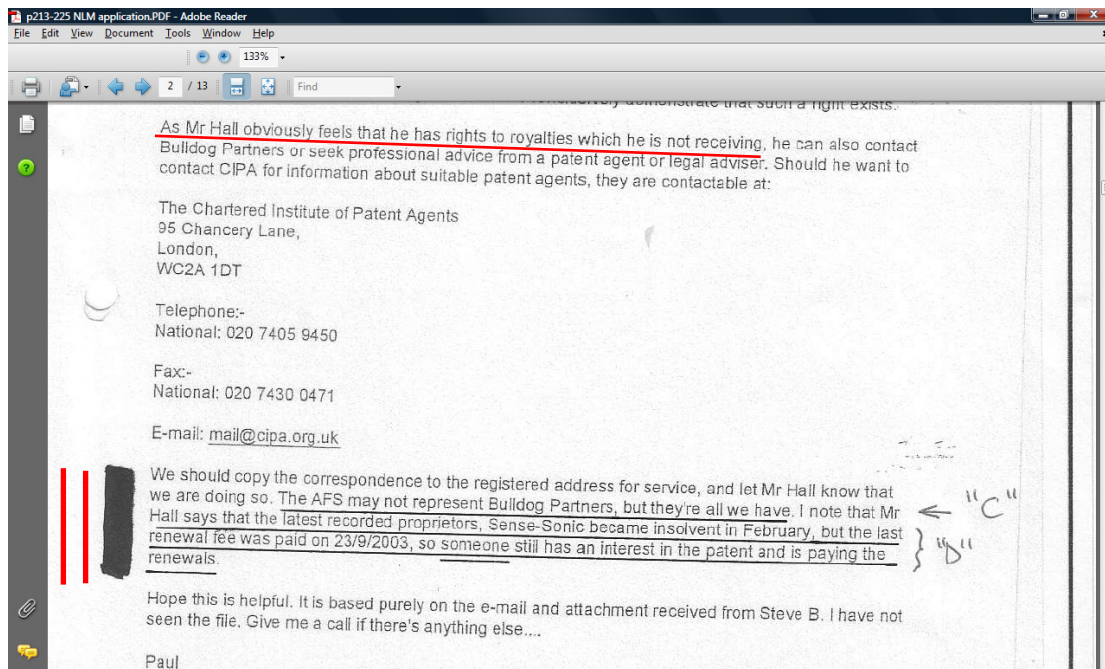 p213-225 NLM application.PDF - Adobe Reader
File Edit View Document Tools Window Help
133%
2 / 13 Find
demonstrate that such a right exists.
As Mr Hall obviously feels that he has rights to royalties which he is not receiving, he can also contact
Bulldog Partners or seek professional advice from a patent agent or legal adviser. Should he want to
contact CIPA for information about suitable patent agents, they are contactable at:
The Chartered Institute of Patent Agents
95 Chancery Lane,
London,
WC2A 1DT
Telephone:-
National: 020 7405 9450
Fax:-
National: 020 7430 0471
E-mail: mail@cipa.org.uk
We should copy the correspondence to the registered address for service, and let Mr Hall know that
we are doing so. The AFS may not represent Bulldog Partners, but they're all we have. I note that Mr
"C"
Hall says that the latest recorded proprietors, Sense-Sonic became insolvent in February, but the last
renewal fee was paid on 23/9/2003, so someone still has an interest in the patent and is paying the
"D"
renewals.
Hope this is helpful. It is based purely on the e-mail and attachment received from Steve B. I have not
seen the file. Give me a call if there's anything else....
Paul